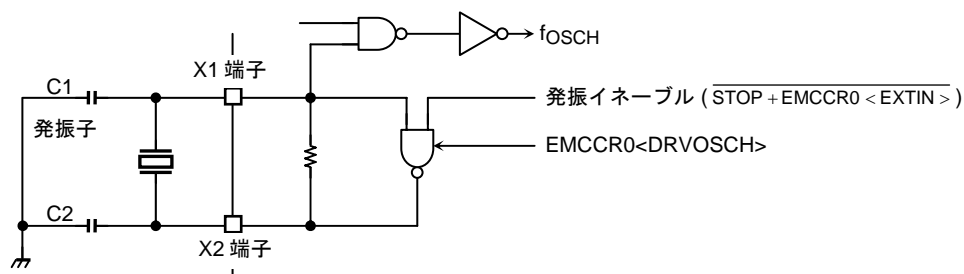 fOSCH
X1 端子
C1
発振イネーブル ( STOP + EMCCR0 < EXTIN > )
発振子
EMCCR0<DRVOSCH>
C2
X2 端子